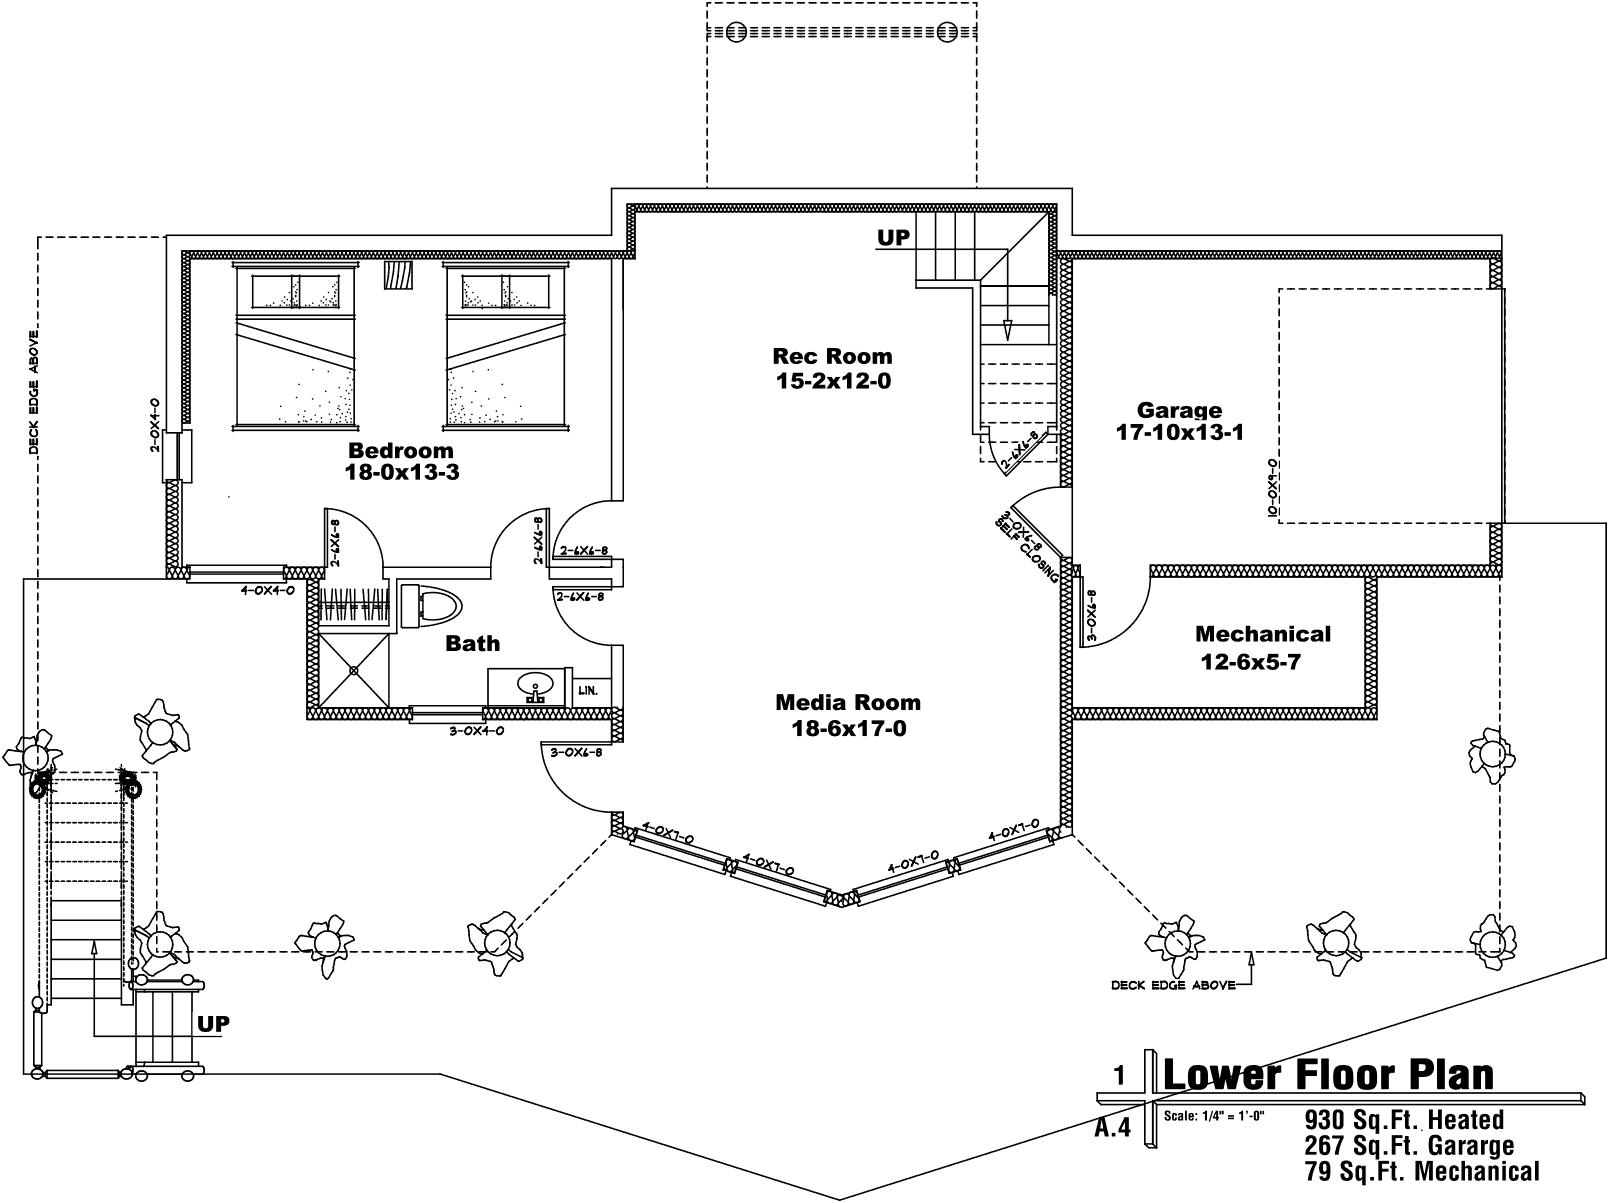 UP
DECK EDGE ABOVE
2-0X4-0
Rec Room
15-2x12-0
Garage
17-10x13-1
10-0X9-0
Bedroom
18-0x13-3
2-6X6-8
2-6X6-8
2-6X6-8
2-6X6-8
3-0X6-8
SELF CLOSING
2-6X6-8
4-0X4-0
3-0X6-8
Bath
LIN.
Mechanical
12-6x5-7
3-0X4-0
3-0X6-8
Media Room
18-6x17-0
4-0X7-0
4-0X7-0
4-0X7-0
4-0X7-0
DECK EDGE ABOVE
UP
1
A.4
Lower Floor Plan
Scale: 1/4" = 1'-0"
930 Sq.Ft. Heated
267 Sq.Ft. Gararge
79 Sq.Ft. Mechanical